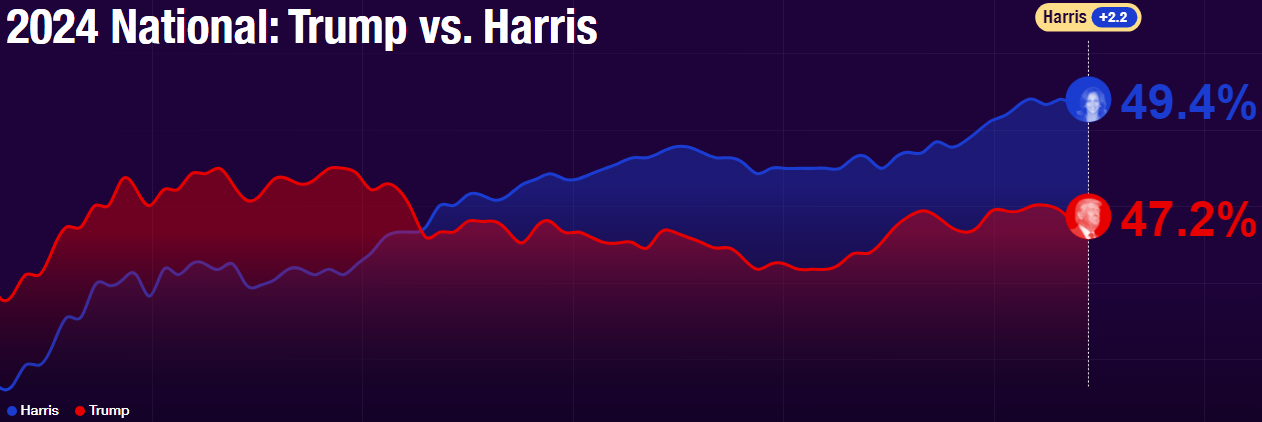 2024 National: Trump vs. Harris
Harris +2.2
49.4%
47.2%
Harris Trump